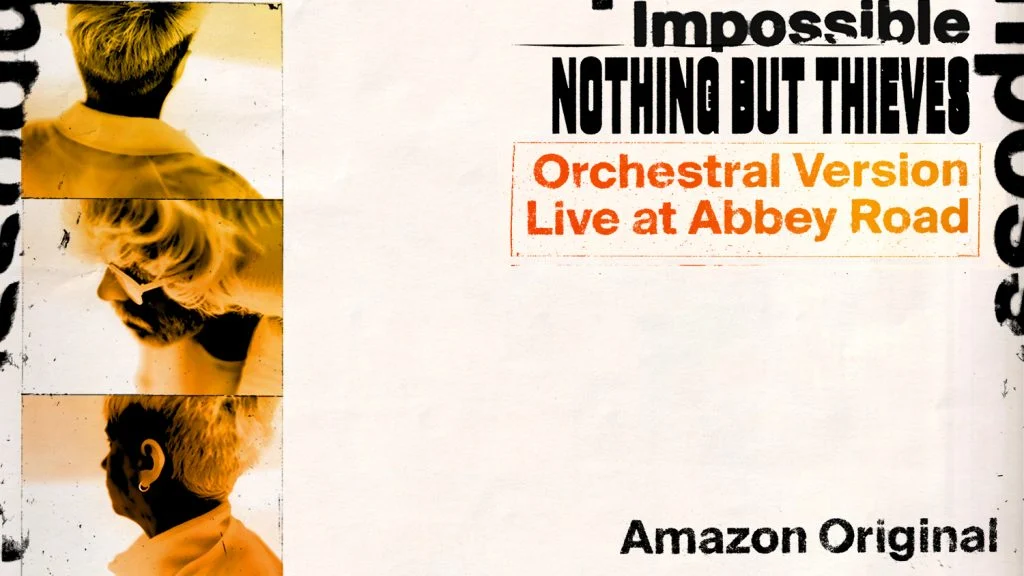 Impossible
NOTHING BUT THIEVES
Orchestral Version
Live at Abbey Road
Amazon Original